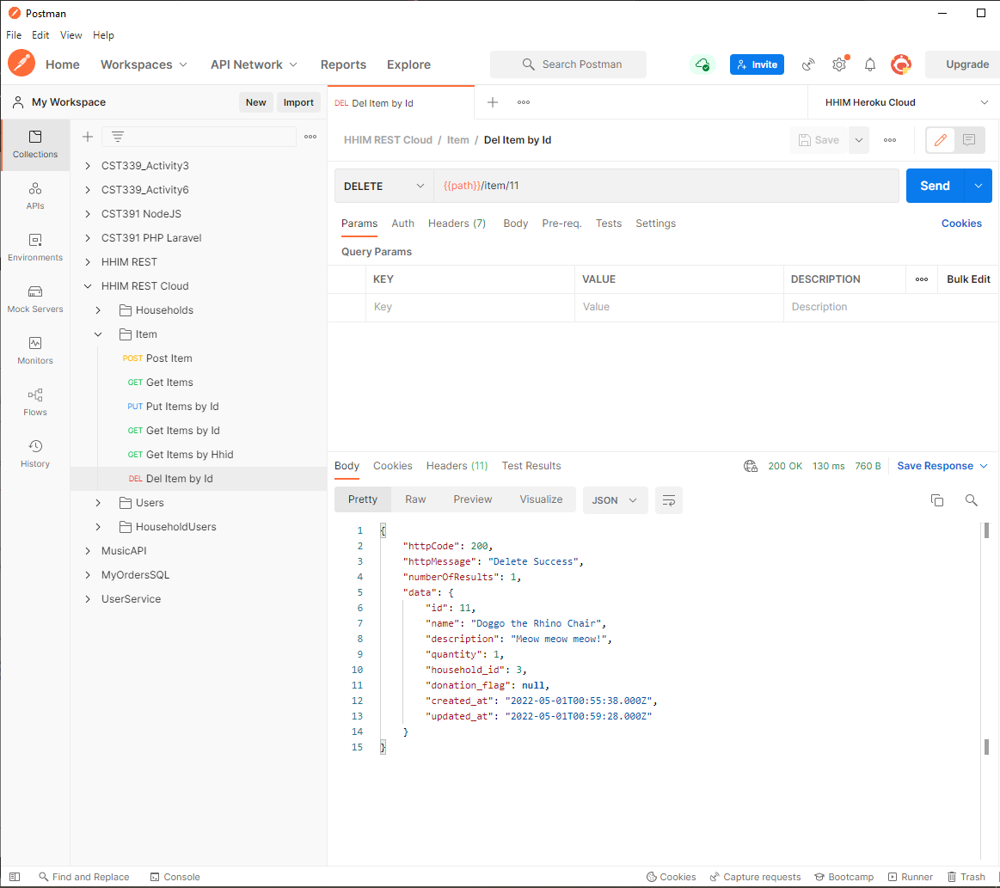 Postman
File Edit View Help
Home Workspaces API Network Reports Explore Search Postman Invite Upgrade
My Workspace New Import
DEL Del Item by Id
HHIM Heroku Cloud
Collections
APIs
Environments
Mock Servers
Monitors
Flows
History
CST339_Activity3
CST339_Activity6
CST391 NodeJS
CST391 PHP Laravel
HHIM REST
HHIM REST Cloud
Households
Item
POST Post Item
GET Get Items
PUT Put Items by Id
GET Get Items by Id
GET Get Items by Hhid
DEL Del Item by Id
Users
HouseholdUsers
MusicAPI
MyOrdersSQL
UserService
HHIM REST Cloud / Item / Del Item by Id
Save
DELETE {{path}}/item/11 Send
Params Auth Headers (7) Body Pre-req. Tests Settings Cookies
Query Params
KEY VALUE DESCRIPTION Bulk Edit
Key Value Description
Body Cookies Headers (11) Test Results 200 OK 130 ms 760 B Save Response
Pretty Raw Preview Visualize JSON
1 {
2 "httpCode": 200,
3 "httpMessage": "Delete Success",
4 "numberOfResults": 1,
5 "data": {
6 "id": 11,
7 "name": "Doggo the Rhino Chair",
8 "description": "Meow meow meow!",
9 "quantity": 1,
10 "household_id": 3,
11 "donation_flag": null,
12 "created_at": "2022-05-01T00:55:38.000Z",
13 "updated_at": "2022-05-01T00:59:28.000Z"
14 }
15 }
Find and Replace Console Cookies Capture requests Bootcamp Runner Trash